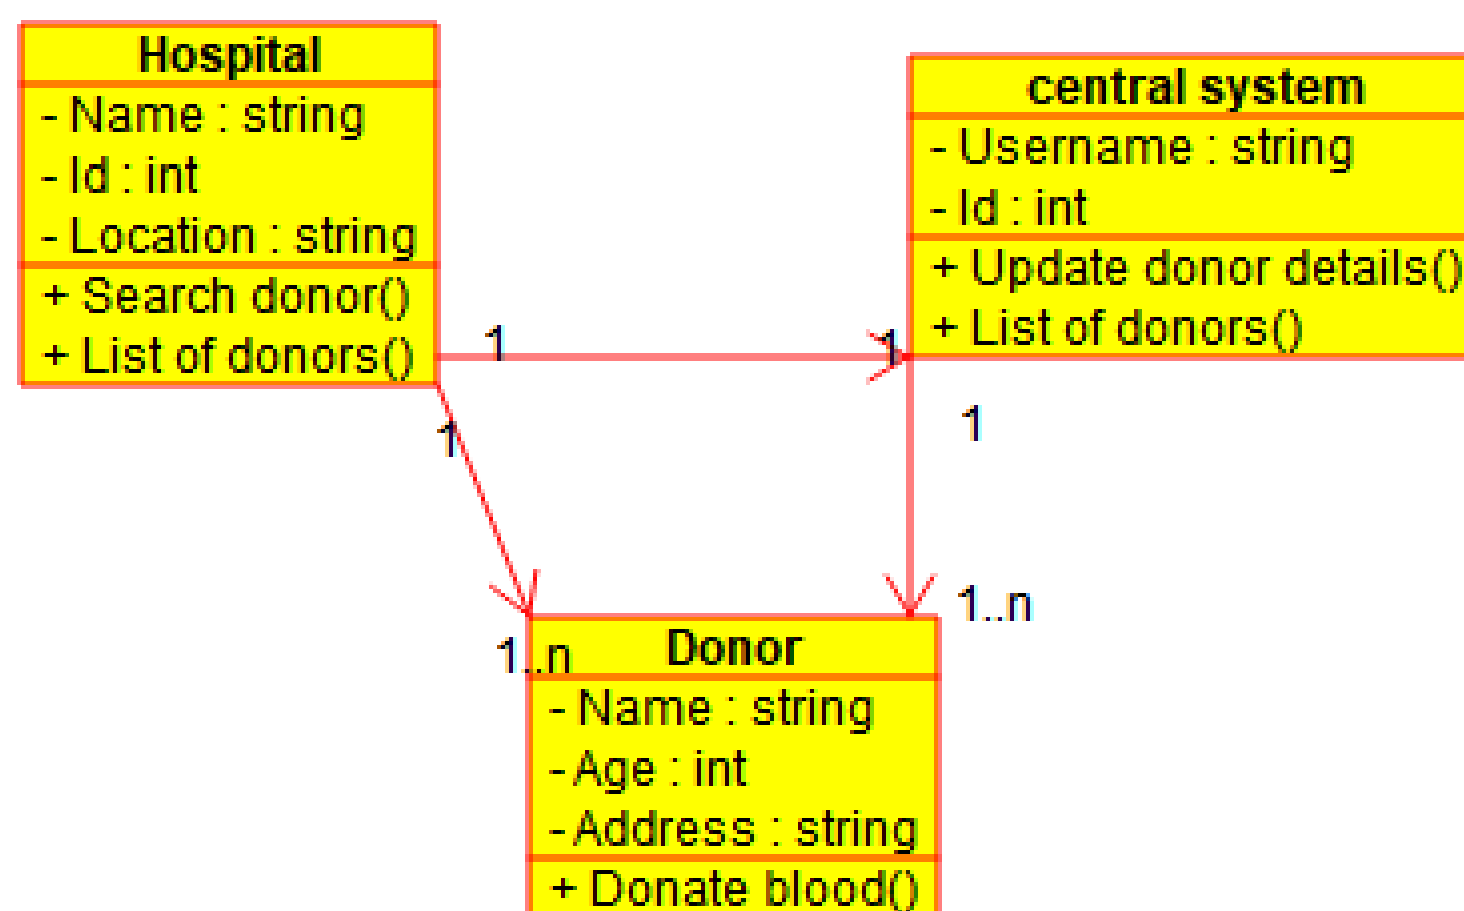 Hospital
- Name : string
- Id : int
- Location : string
+ Search donor()
+ List of donors()
central system
- Username : string
- Id : int
+ Update donor details()
+ List of donors()
1
1
1
1
1..n
1..n
Donor
- Name : string
- Age : int
- Address : string
+ Donate blood()